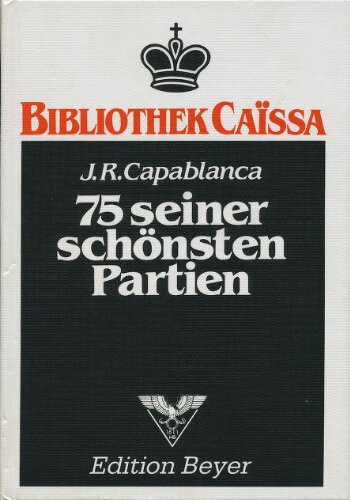 BIBLIOTHEK CAÏSSA
J.R.Capablanca
75 seiner
schönsten
Partien
Edition Beyer